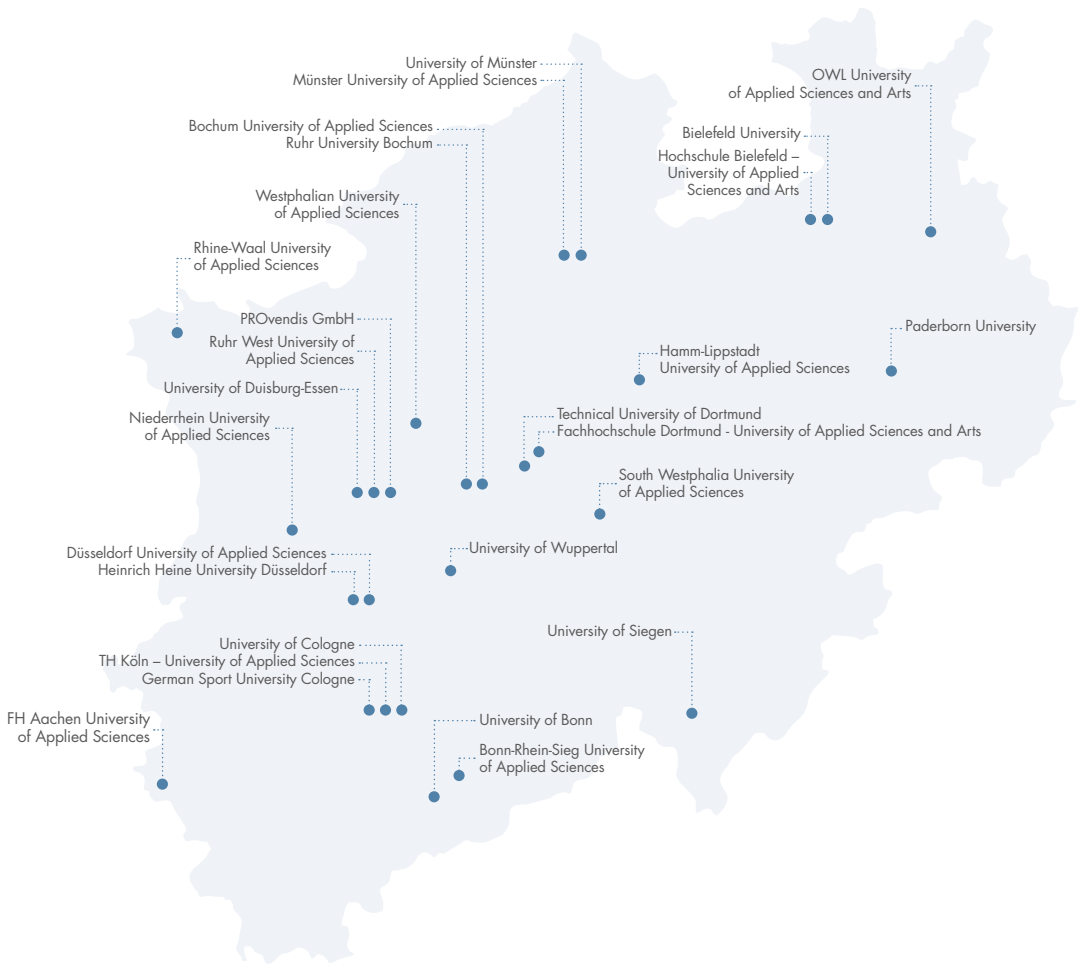 University of Münster
Münster University of Applied Sciences
OWL University
of Applied Sciences and Arts
Bochum University of Applied Sciences
Ruhr University Bochum
Bielefeld University
Hochschule Bielefeld –
University of Applied
Sciences and Arts
Westphalian University
of Applied Sciences
Rhine-Waal University
of Applied Sciences
PROvendis GmbH
Paderborn University
Ruhr West University of
Applied Sciences
Hamm-Lippstadt
University of Applied Sciences
University of Duisburg-Essen
Niederrhein University
of Applied Sciences
Technical University of Dortmund
Fachhochschule Dortmund - University of Applied Sciences and Arts
South Westphalia University
of Applied Sciences
Düsseldorf University of Applied Sciences
Heinrich Heine University Düsseldorf
University of Wuppertal
University of Siegen
University of Cologne
TH Köln – University of Applied Sciences
German Sport University Cologne
FH Aachen University
of Applied Sciences
University of Bonn
Bonn-Rhein-Sieg University
of Applied Sciences